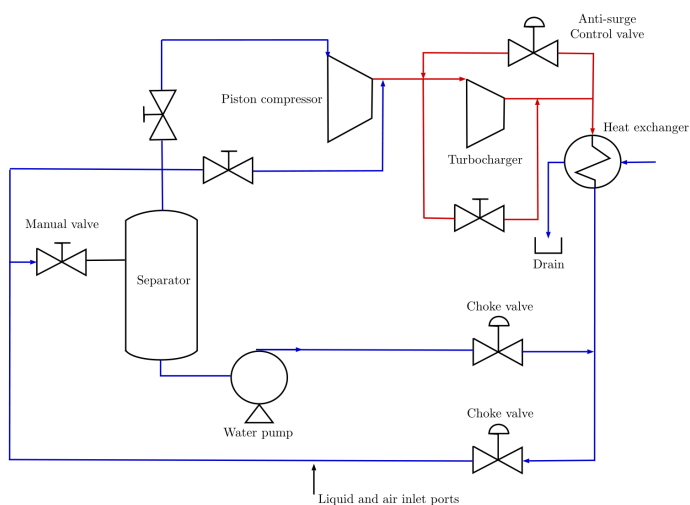 Anti-surge
Control valve
Piston compressor
Heat exchanger
Turbocharger
Manual valve
Separator
Drain
Choke valve
Choke valve
Water pump
Liquid and air inlet ports